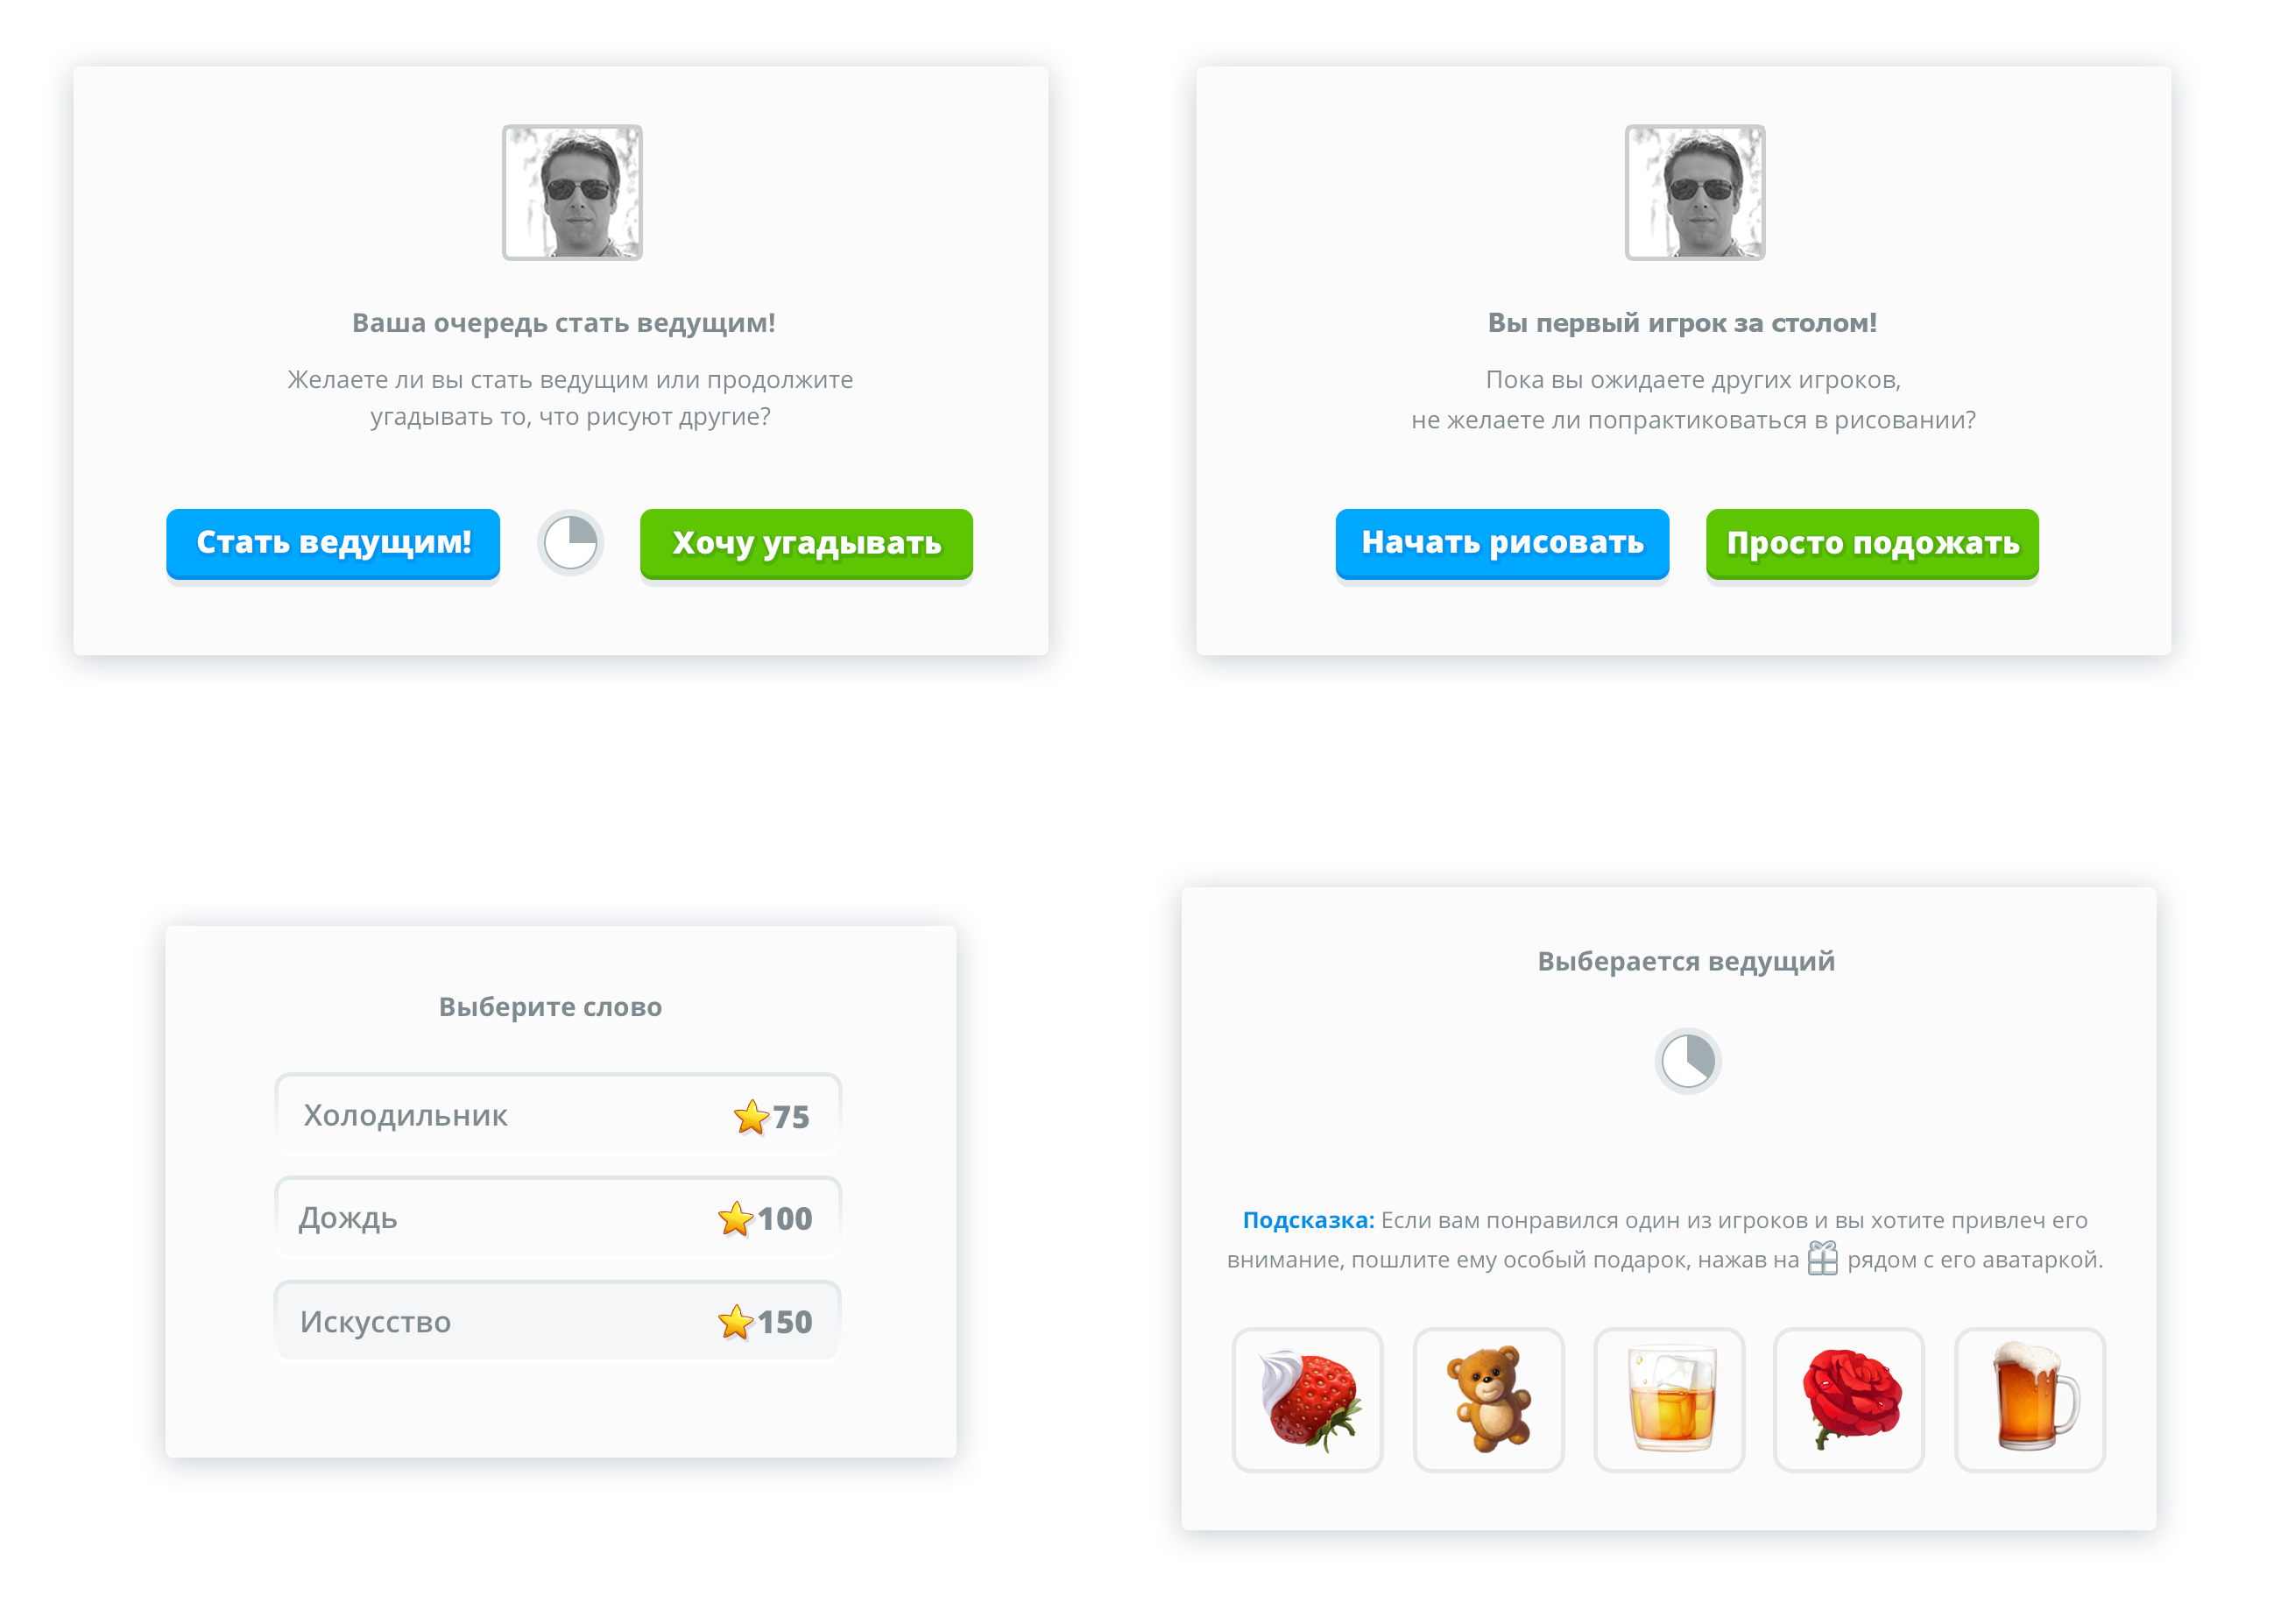 Ваша очередь стать ведущим!
Желаете ли вы стать ведущим или продолжите
угадывать то, что рисуют другие?
Стать ведущим!
Хочу угадывать
Вы первый игрок за столом!
Пока вы ожидаете других игроков,
не желаете ли попрактиковаться в рисовании?
Начать рисовать
Просто подожать
Выберите слово
Холодильник 75
Дождь 100
Искусство 150
Выберается ведущий
Подсказка: Если вам понравился один из игроков и вы хотите привлеч его
внимание, пошлите ему особый подарок, нажав на рядом с его аватаркой.